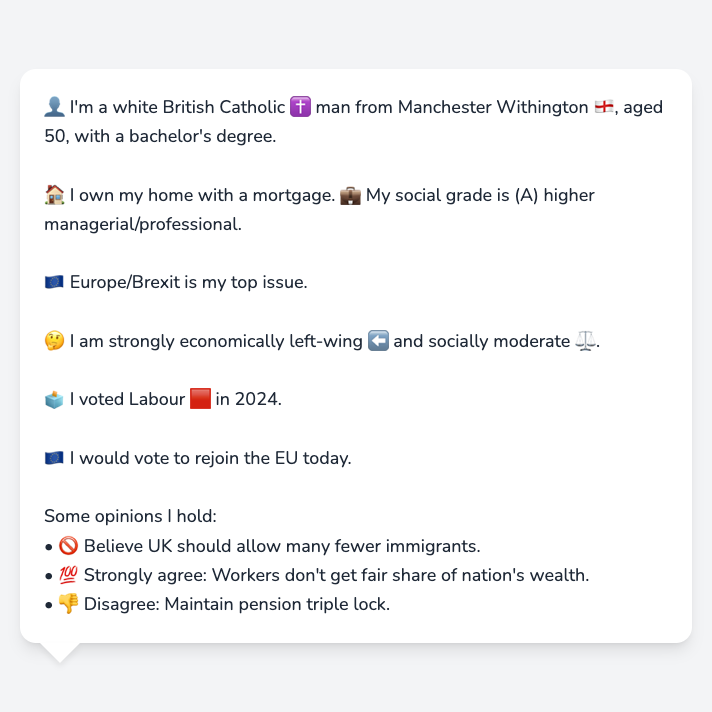 👤 I'm a white British Catholic ✝️ man from Manchester Withington 🏴󠁧󠁢󠁥󠁮󠁧󠁿, aged
50, with a bachelor's degree.
🏠 I own my home with a mortgage. 💼 My social grade is (A) higher
managerial/professional.
🇪🇺 Europe/Brexit is my top issue.
🤔 I am strongly economically left-wing ⬅️ and socially moderate ⚖️.
🗳️ I voted Labour 🟥 in 2024.
🇪🇺 I would vote to rejoin the EU today.
Some opinions I hold:
• 🚫 Believe UK should allow many fewer immigrants.
• 💯 Strongly agree: Workers don't get fair share of nation's wealth.
• 👎 Disagree: Maintain pension triple lock.